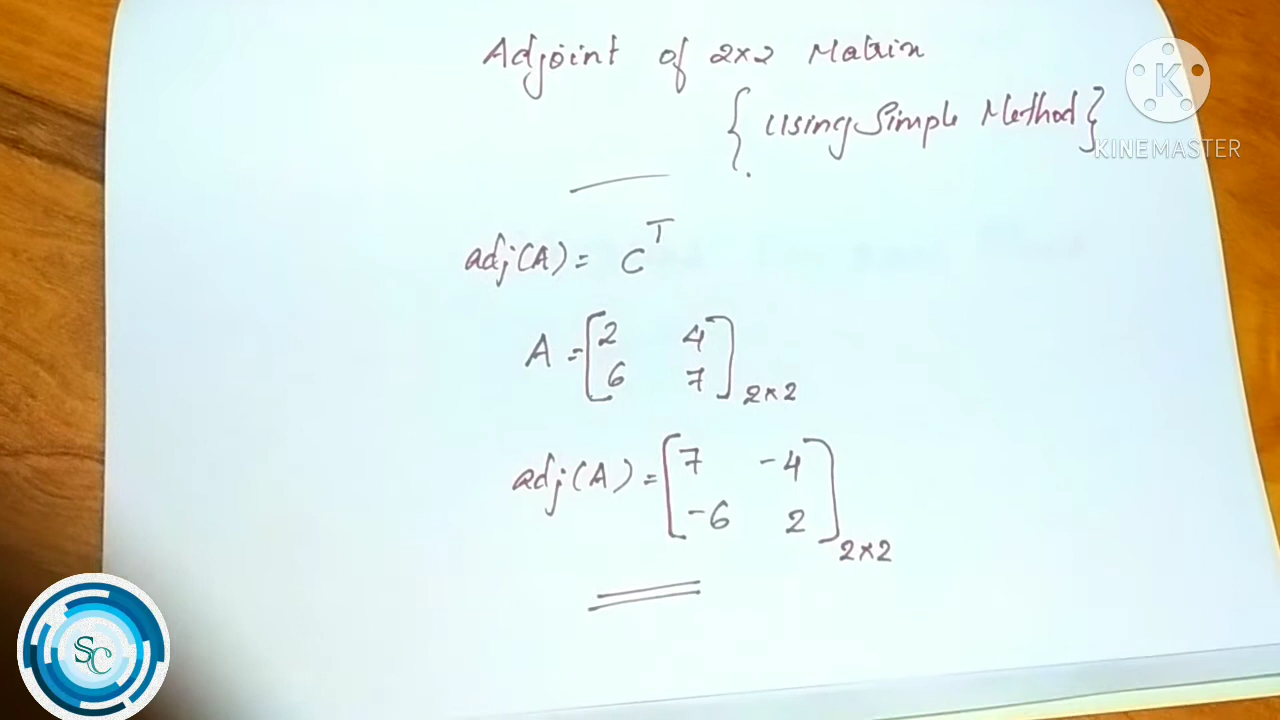 Adjoint of 2×2 Matrix
{Using Simple Method}
K
KINEMASTER
adj(A) = C^T
A = [2 4
6 7]2×2
adj(A) = [7 -4
-6 2]2×2
SC